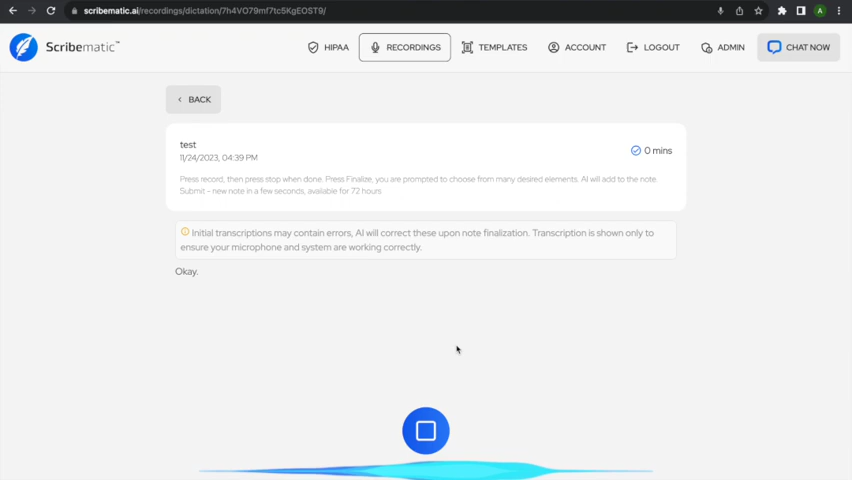 scribematic.ai/recordings/dictation/7h4VO79mf7tc5KgEOST9/
A
Scribematic™
HIPAA
RECORDINGS
TEMPLATES
ACCOUNT
LOGOUT
ADMIN
CHAT NOW
BACK
test
11/24/2023, 04:39 PM
0 mins
Press record, then press stop when done. Press Finalize, you are prompted to choose from many desired elements. AI will add to the note.
Submit – new note in a few seconds, available for 72 hours
Initial transcriptions may contain errors, AI will correct these upon note finalization. Transcription is shown only to
ensure your microphone and system are working correctly.
Okay.